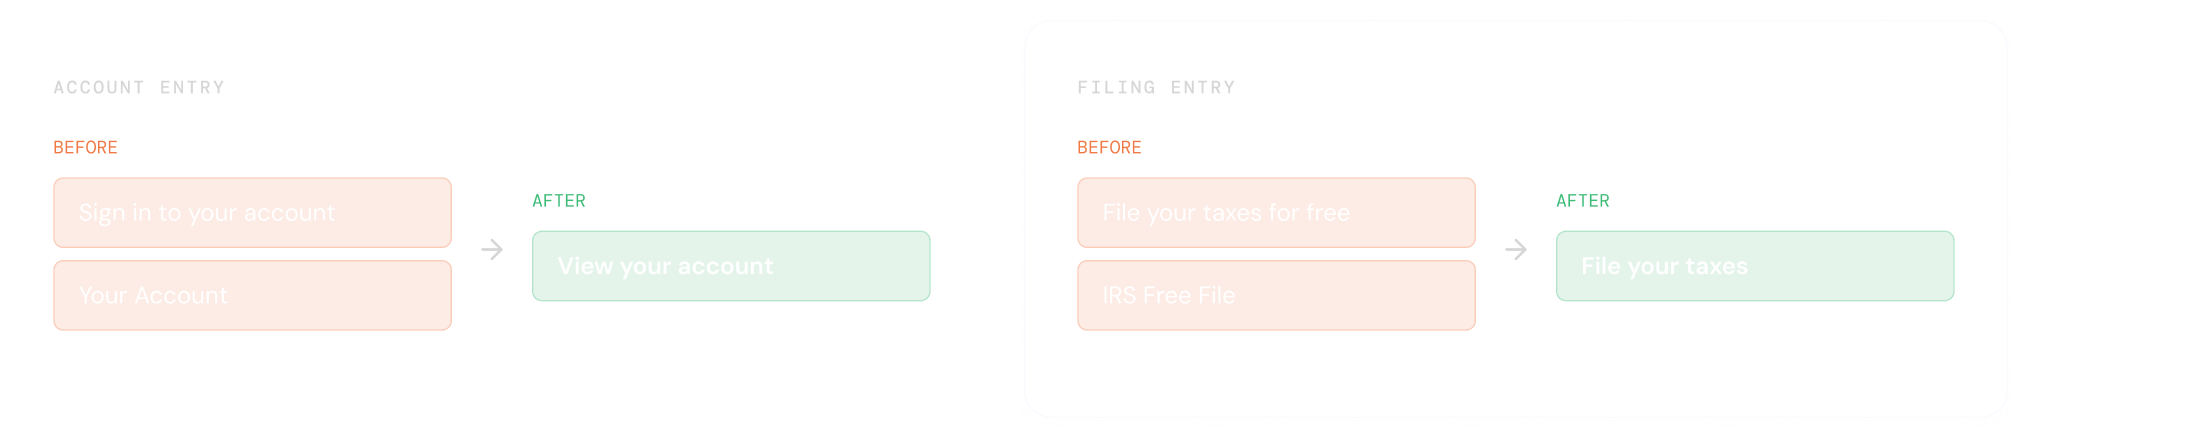 ACCOUNT ENTRY
BEFORE
Sign in to your account
Your Account
AFTER
View your account
FILING ENTRY
BEFORE
File your taxes for free
IRS Free File
AFTER
File your taxes